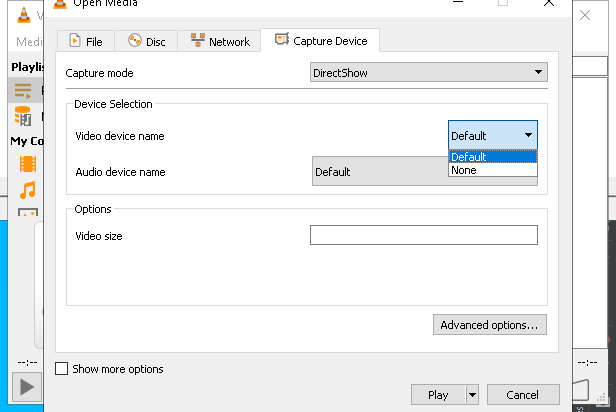 Open Media
Medi
File
Disc
Network
Capture Device
Playlis
Capture mode
DirectShow
Device Selection
Video device name
Default
Default
None
My Co
Audio device name
Default
Options
Video size
Advanced options...
--:--
--:--
Show more options
Play
Cancel